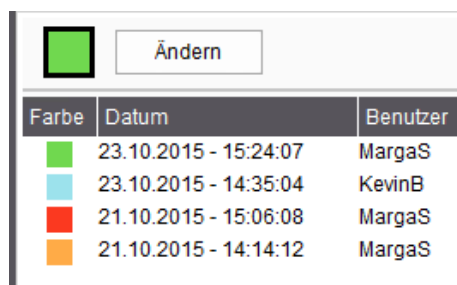 Ändern
Farbe Datum Benutzer
23.10.2015 - 15:24:07 MargaS
23.10.2015 - 14:35:04 KevinB
21.10.2015 - 15:06:08 MargaS
21.10.2015 - 14:14:12 MargaS